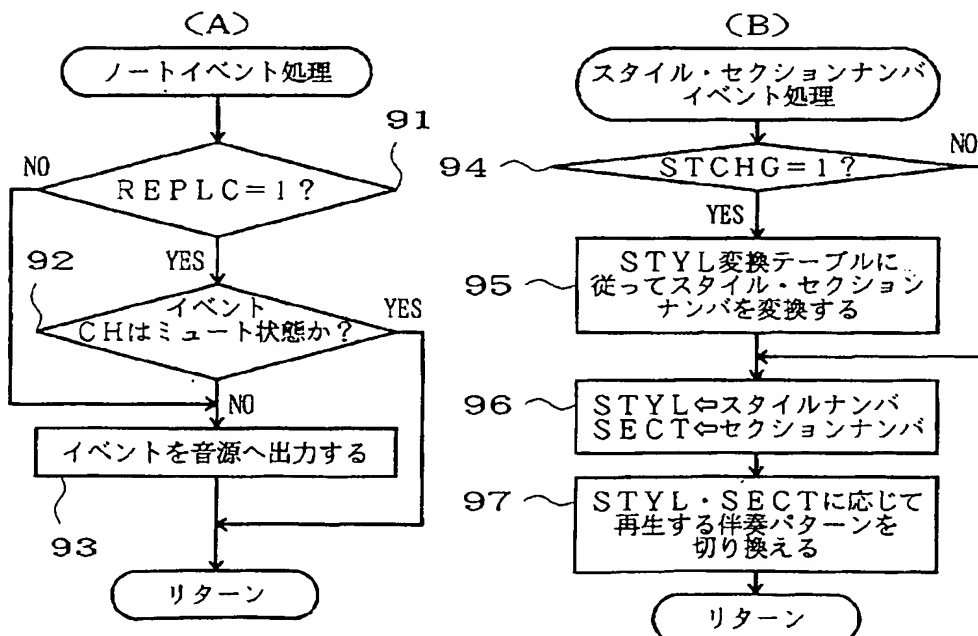 (A)
ノートイベント処理
91
NO
REPLC=1?
YES
92
イベント
CHはミュート状態か?
YES
NO
イベントを音源へ出力する
93
リターン
(B)
スタイル・セクションナンバ
イベント処理
NO
94
STCHG=1?
YES
95
STYL変換テーブルに
従ってスタイル・セクション
ナンバを変換する
96
STYL⇦スタイルナンバ
SECT⇦セクションナンバ
97
STYL・SECTに応じて
再生する伴奏パターンを
切り換える
リターン